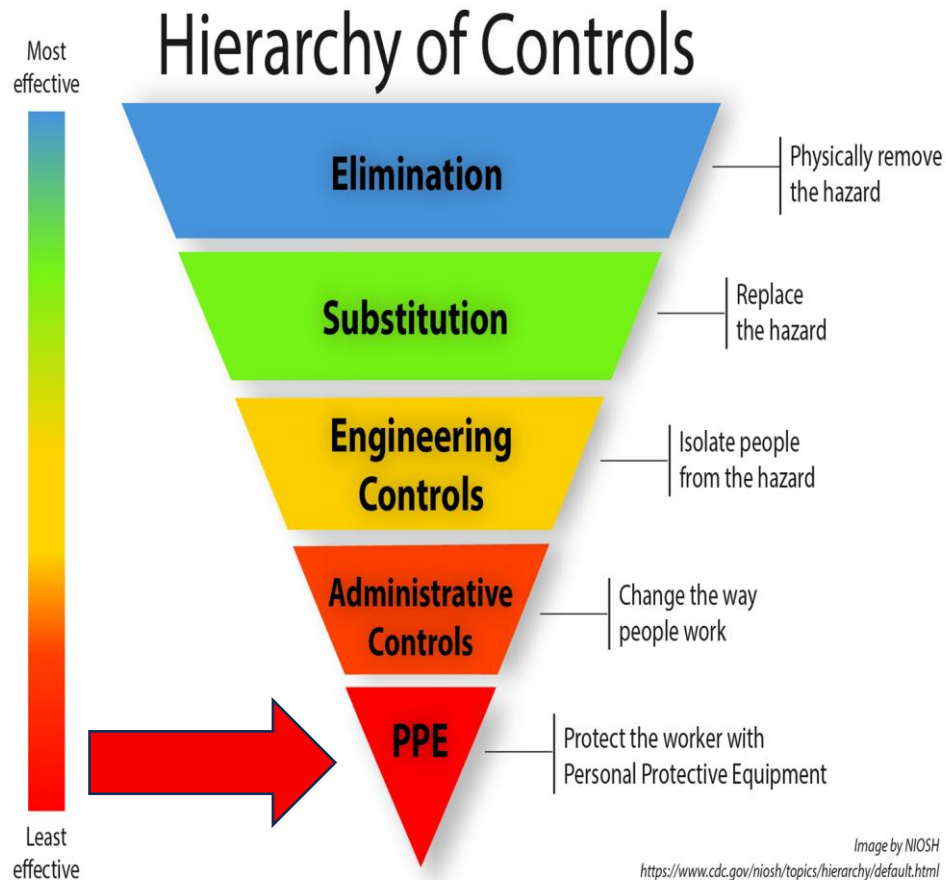 Hierarchy of Controls
Most
effective
Elimination
Physically remove
the hazard
Substitution
Replace
the hazard
Engineering
Controls
Isolate people
from the hazard
Administrative
Controls
Change the way
people work
PPE
Protect the worker with
Personal Protective Equipment
Least
effective
Image by NIOSH
https://www.cdc.gov/niosh/topics/hierarchy/default.html